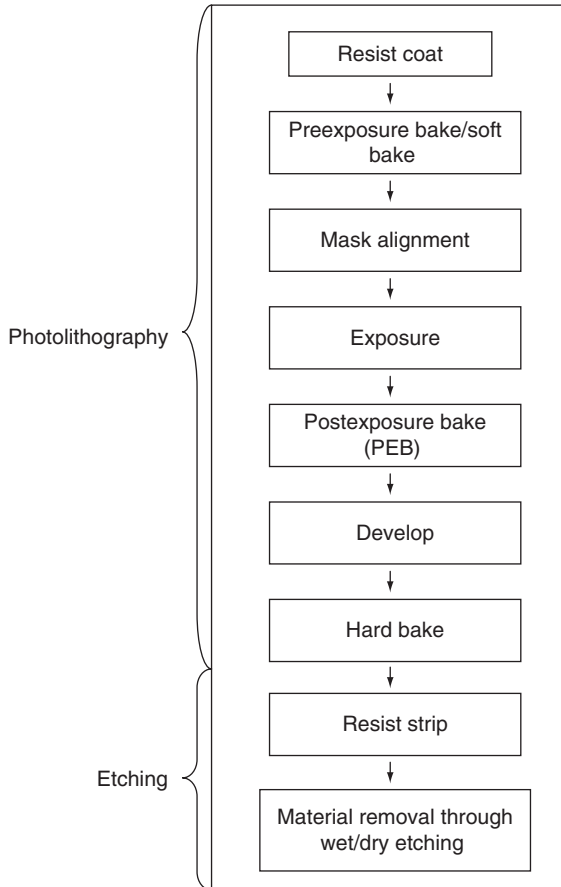 Resist coat
Preexposure bake/soft
bake
Mask alignment
Photolithography
Exposure
Postexposure bake
(PEB)
Develop
Hard bake
Resist strip
Etching
Material removal through
wet/dry etching